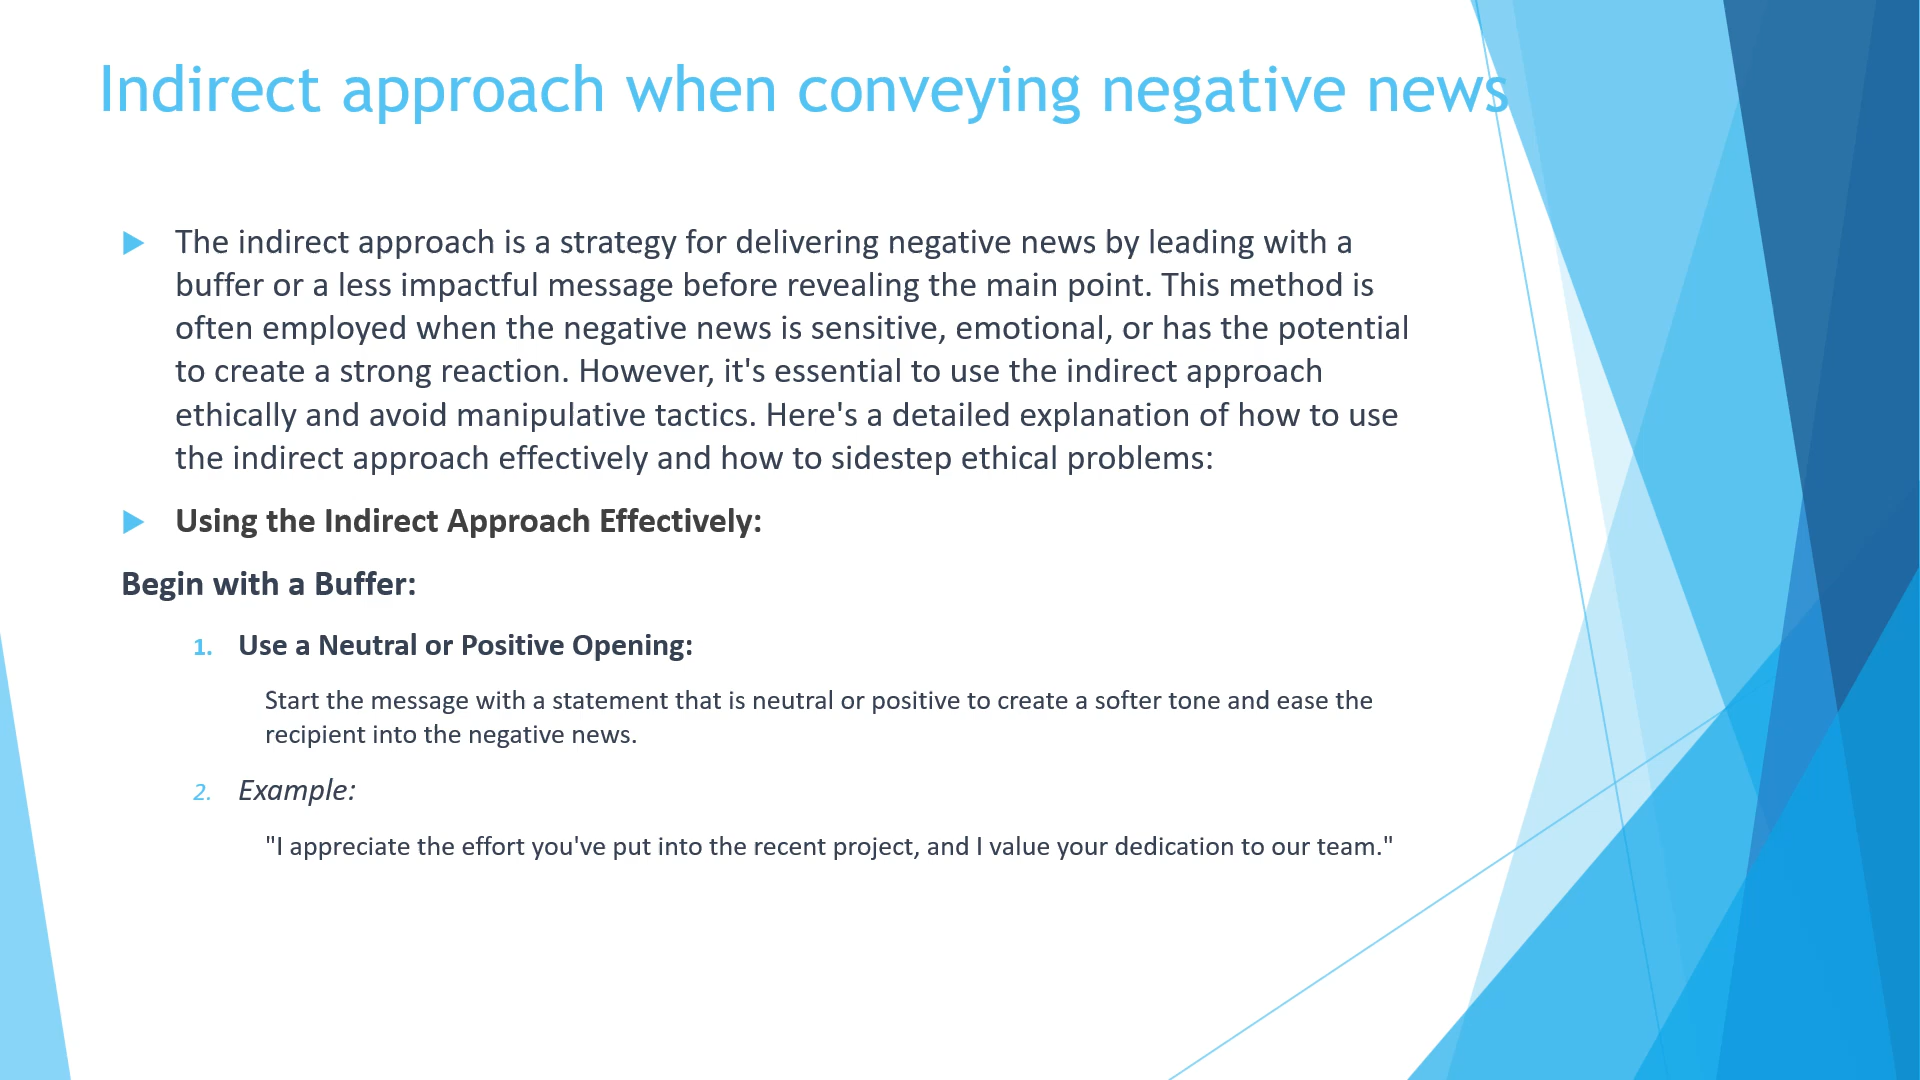 Indirect approach when conveying negative news
The indirect approach is a strategy for delivering negative news by leading with a
buffer or a less impactful message before revealing the main point. This method is
often employed when the negative news is sensitive, emotional, or has the potential
to create a strong reaction. However, it's essential to use the indirect approach
ethically and avoid manipulative tactics. Here's a detailed explanation of how to use
the indirect approach effectively and how to sidestep ethical problems:
Using the Indirect Approach Effectively:
Begin with a Buffer:
1. Use a Neutral or Positive Opening:
Start the message with a statement that is neutral or positive to create a softer tone and ease the
recipient into the negative news.
2. Example:
"I appreciate the effort you've put into the recent project, and I value your dedication to our team."